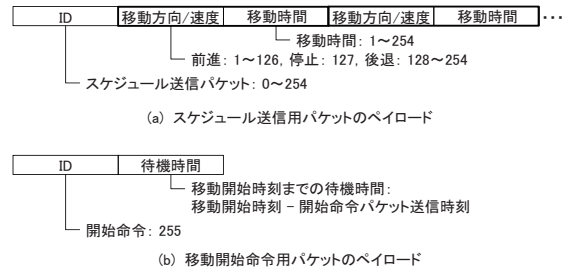 ID 移動方向/速度 移動時間 移動方向/速度 移動時間 ...
移動時間: 1～254
前進: 1～126, 停止: 127, 後退: 128～254
スケジュール送信パケット: 0～254
(a) スケジュール送信用パケットのペイロード
ID 待機時間
移動開始時刻までの待機時間:
移動開始時刻 − 開始命令パケット送信時刻
開始命令: 255
(b) 移動開始命令用パケットのペイロード